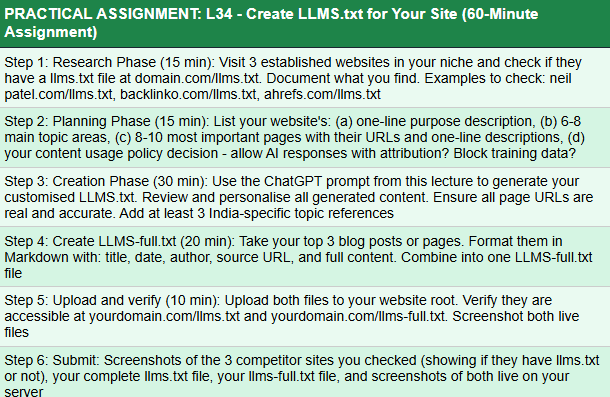 PRACTICAL ASSIGNMENT: L34 - Create LLMS.txt for Your Site (60-Minute
Assignment)
Step 1: Research Phase (15 min): Visit 3 established websites in your niche and check if they
have a llms.txt file at domain.com/llms.txt. Document what you find. Examples to check: neil
patel.com/llms.txt, backlinko.com/llms.txt, ahrefs.com/llms.txt
Step 2: Planning Phase (15 min): List your website's: (a) one-line purpose description, (b) 6-8
main topic areas, (c) 8-10 most important pages with their URLs and one-line descriptions, (d)
your content usage policy decision - allow AI responses with attribution? Block training data?
Step 3: Creation Phase (30 min): Use the ChatGPT prompt from this lecture to generate your
customised LLMS.txt. Review and personalise all generated content. Ensure all page URLs are
real and accurate. Add at least 3 India-specific topic references
Step 4: Create LLMS-full.txt (20 min): Take your top 3 blog posts or pages. Format them in
Markdown with: title, date, author, source URL, and full content. Combine into one LLMS-full.txt
file
Step 5: Upload and verify (10 min): Upload both files to your website root. Verify they are
accessible at yourdomain.com/llms.txt and yourdomain.com/llms-full.txt. Screenshot both live
files
Step 6: Submit: Screenshots of the 3 competitor sites you checked (showing if they have llms.txt
or not), your complete llms.txt file, your llms-full.txt file, and screenshots of both live on your
server